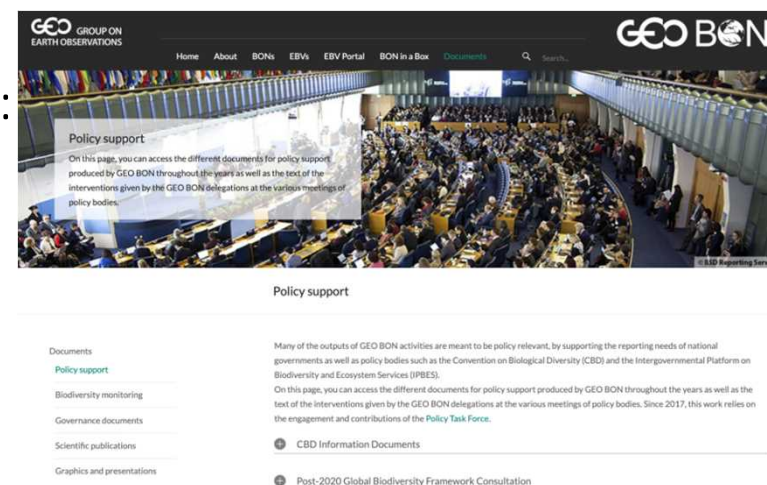 GEO GROUP ON
EARTH OBSERVATIONS
GEO BON
Home About BONs EBVs EBV Portal BON in a Box Documents Search...
Policy support
On this page, you can access the different documents for policy support
produced by GEO BON throughout the years as well as the text of the
interventions given by the GEO BON delegations at the various meetings of
policy bodies.
© IISD Reporting Serv
Policy support
Documents
Policy support
Biodiversity monitoring
Governance documents
Scientific publications
Graphics and presentations
Many of the outputs of GEO BON activities are meant to be policy relevant, by supporting the reporting needs of national
governments as well as policy bodies such as the Convention on Biological Diversity (CBD) and the Intergovernmental Platform on
Biodiversity and Ecosystem Services (IPBES).
On this page, you can access the different documents for policy support produced by GEO BON throughout the years as well as the
text of the interventions given by the GEO BON delegations at the various meetings of policy bodies. Since 2017, this work relies on
the engagement and contributions of the Policy Task Force.
CBD Information Documents
Post-2020 Global Biodiversity Framework Consultation